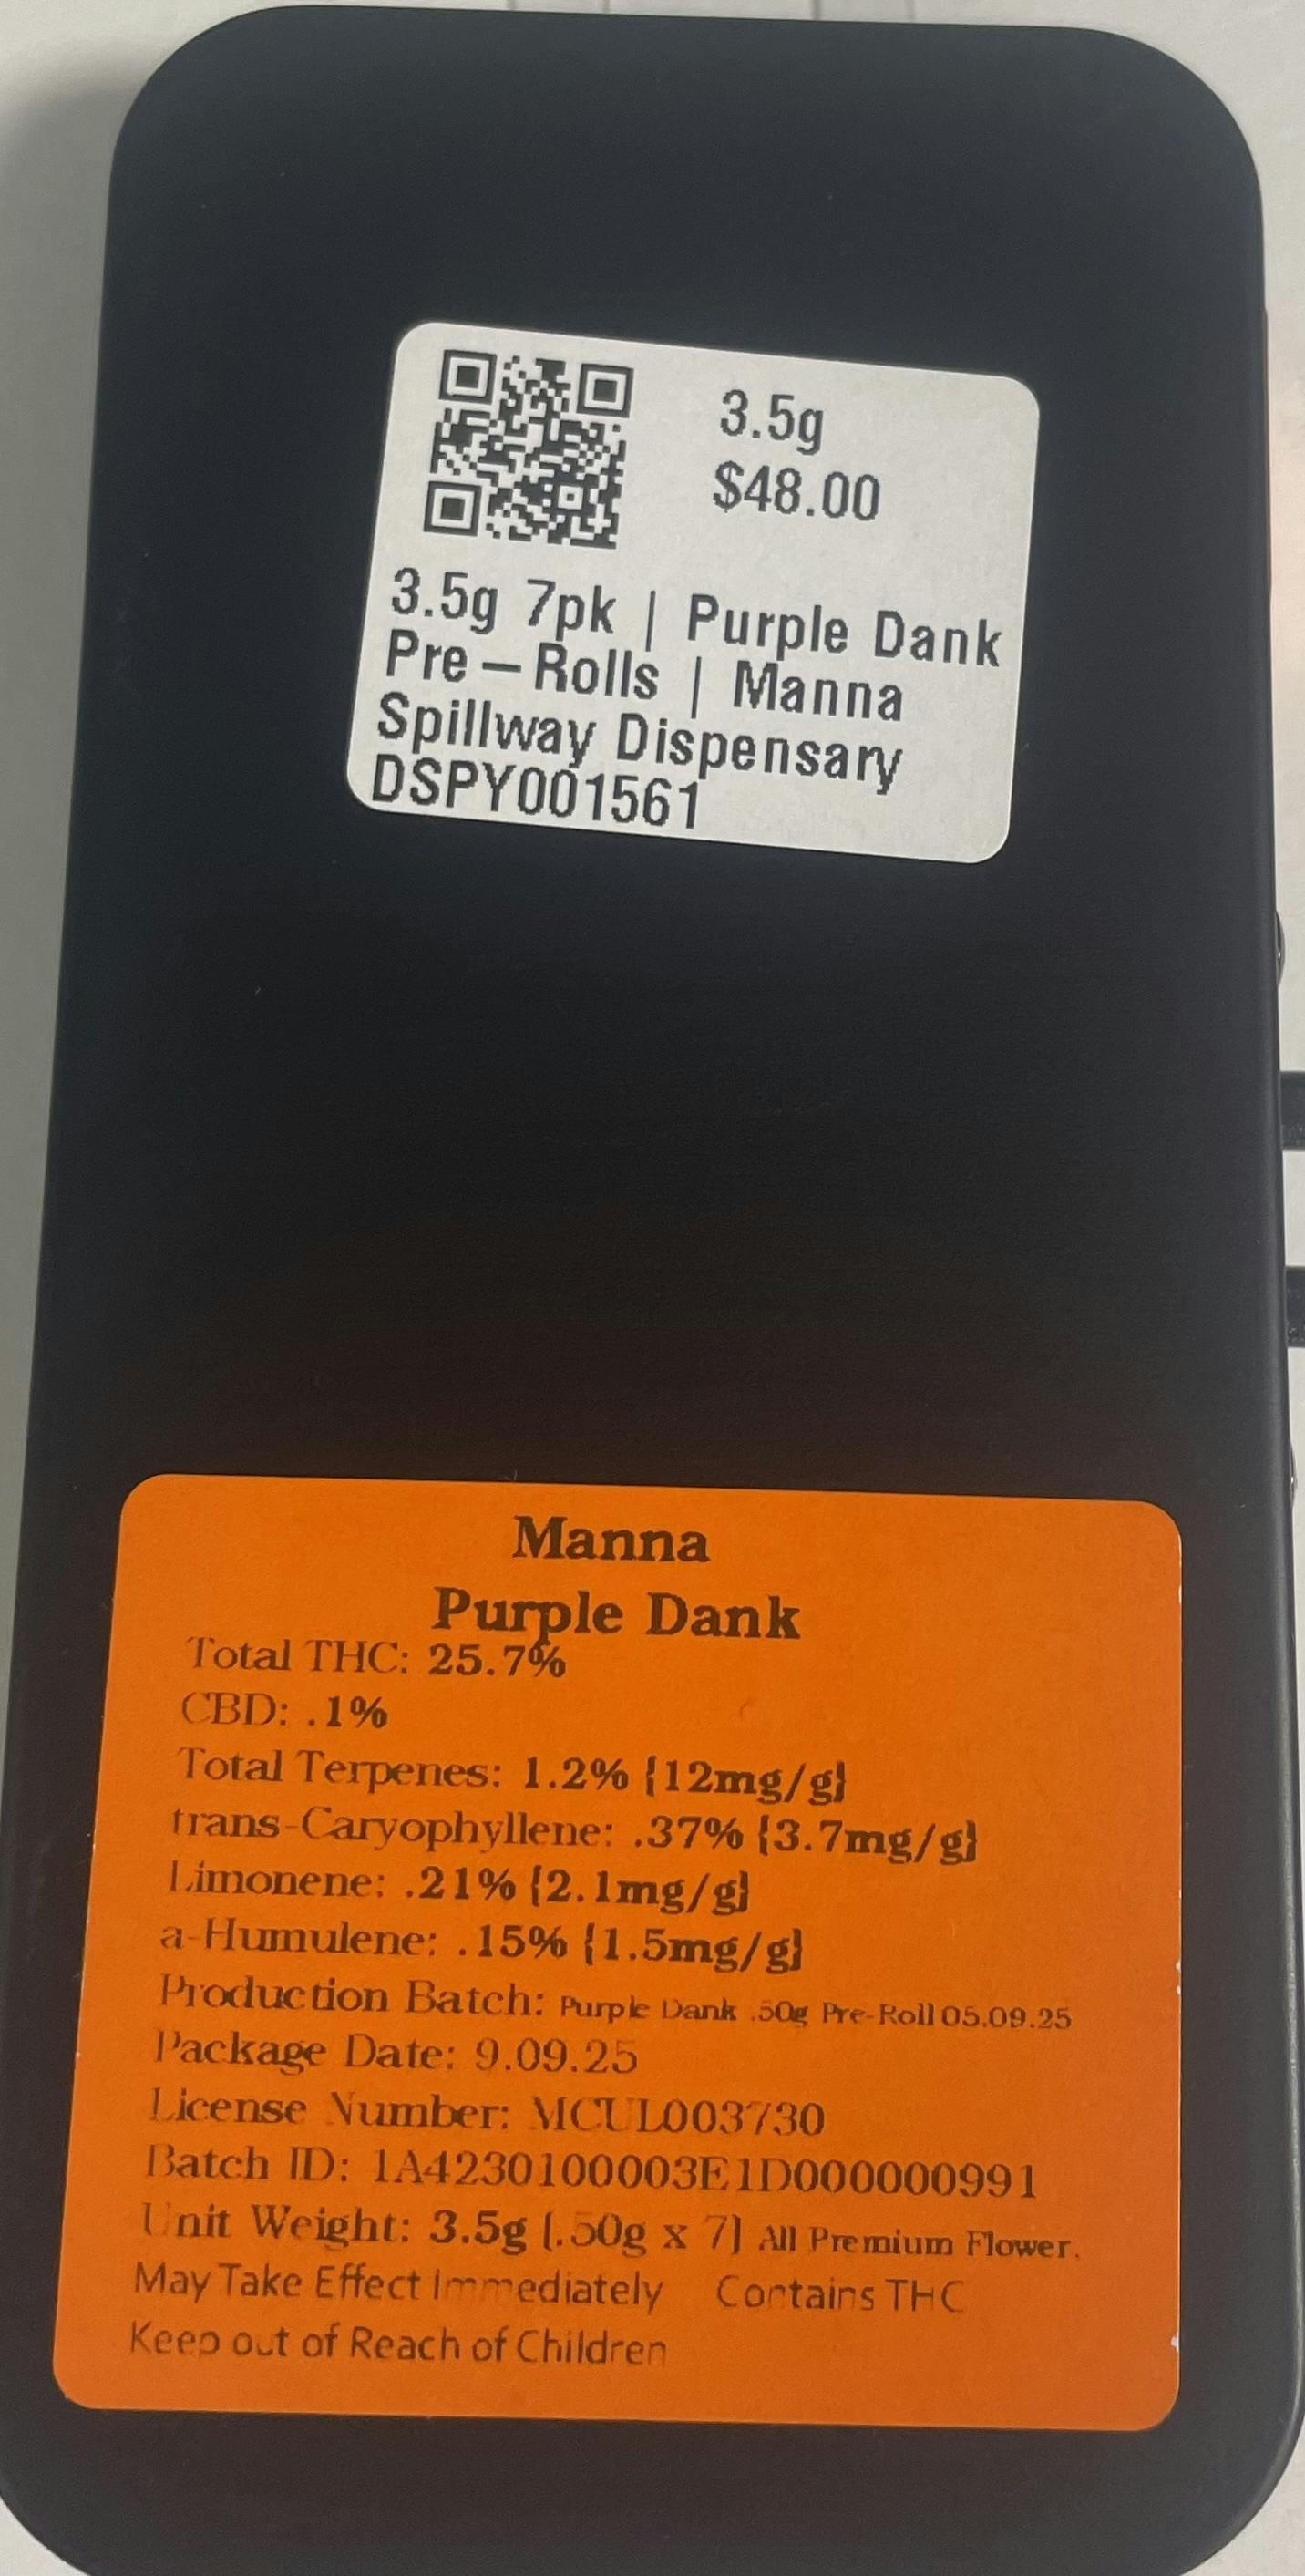 3.5g
$48.00
3.5g 7pk | Purple Dank
Pre-Rolls | Manna
Spillway Dispensary
DSPY001561
Manna
Purple Dank
Total THC: 25.7%
CBD: .1%
Total Terpenes: 1.2% {12mg/g}
trans-Caryophyllene: .37% {3.7mg/g}
Limonene: .21% {2.1mg/g}
a-Humulene: .15% {1.5mg/g}
Production Batch: Purple Dank .50g Pre-Roll 05.09.25
Package Date: 9.09.25
License Number: MCUL003730
Batch ID: 1A4230100003E1D000000991
Unit Weight: 3.5g [.50g x 7] All Premium Flower.
May Take Effect Immediately Contains THC
Keep out of Reach of Children